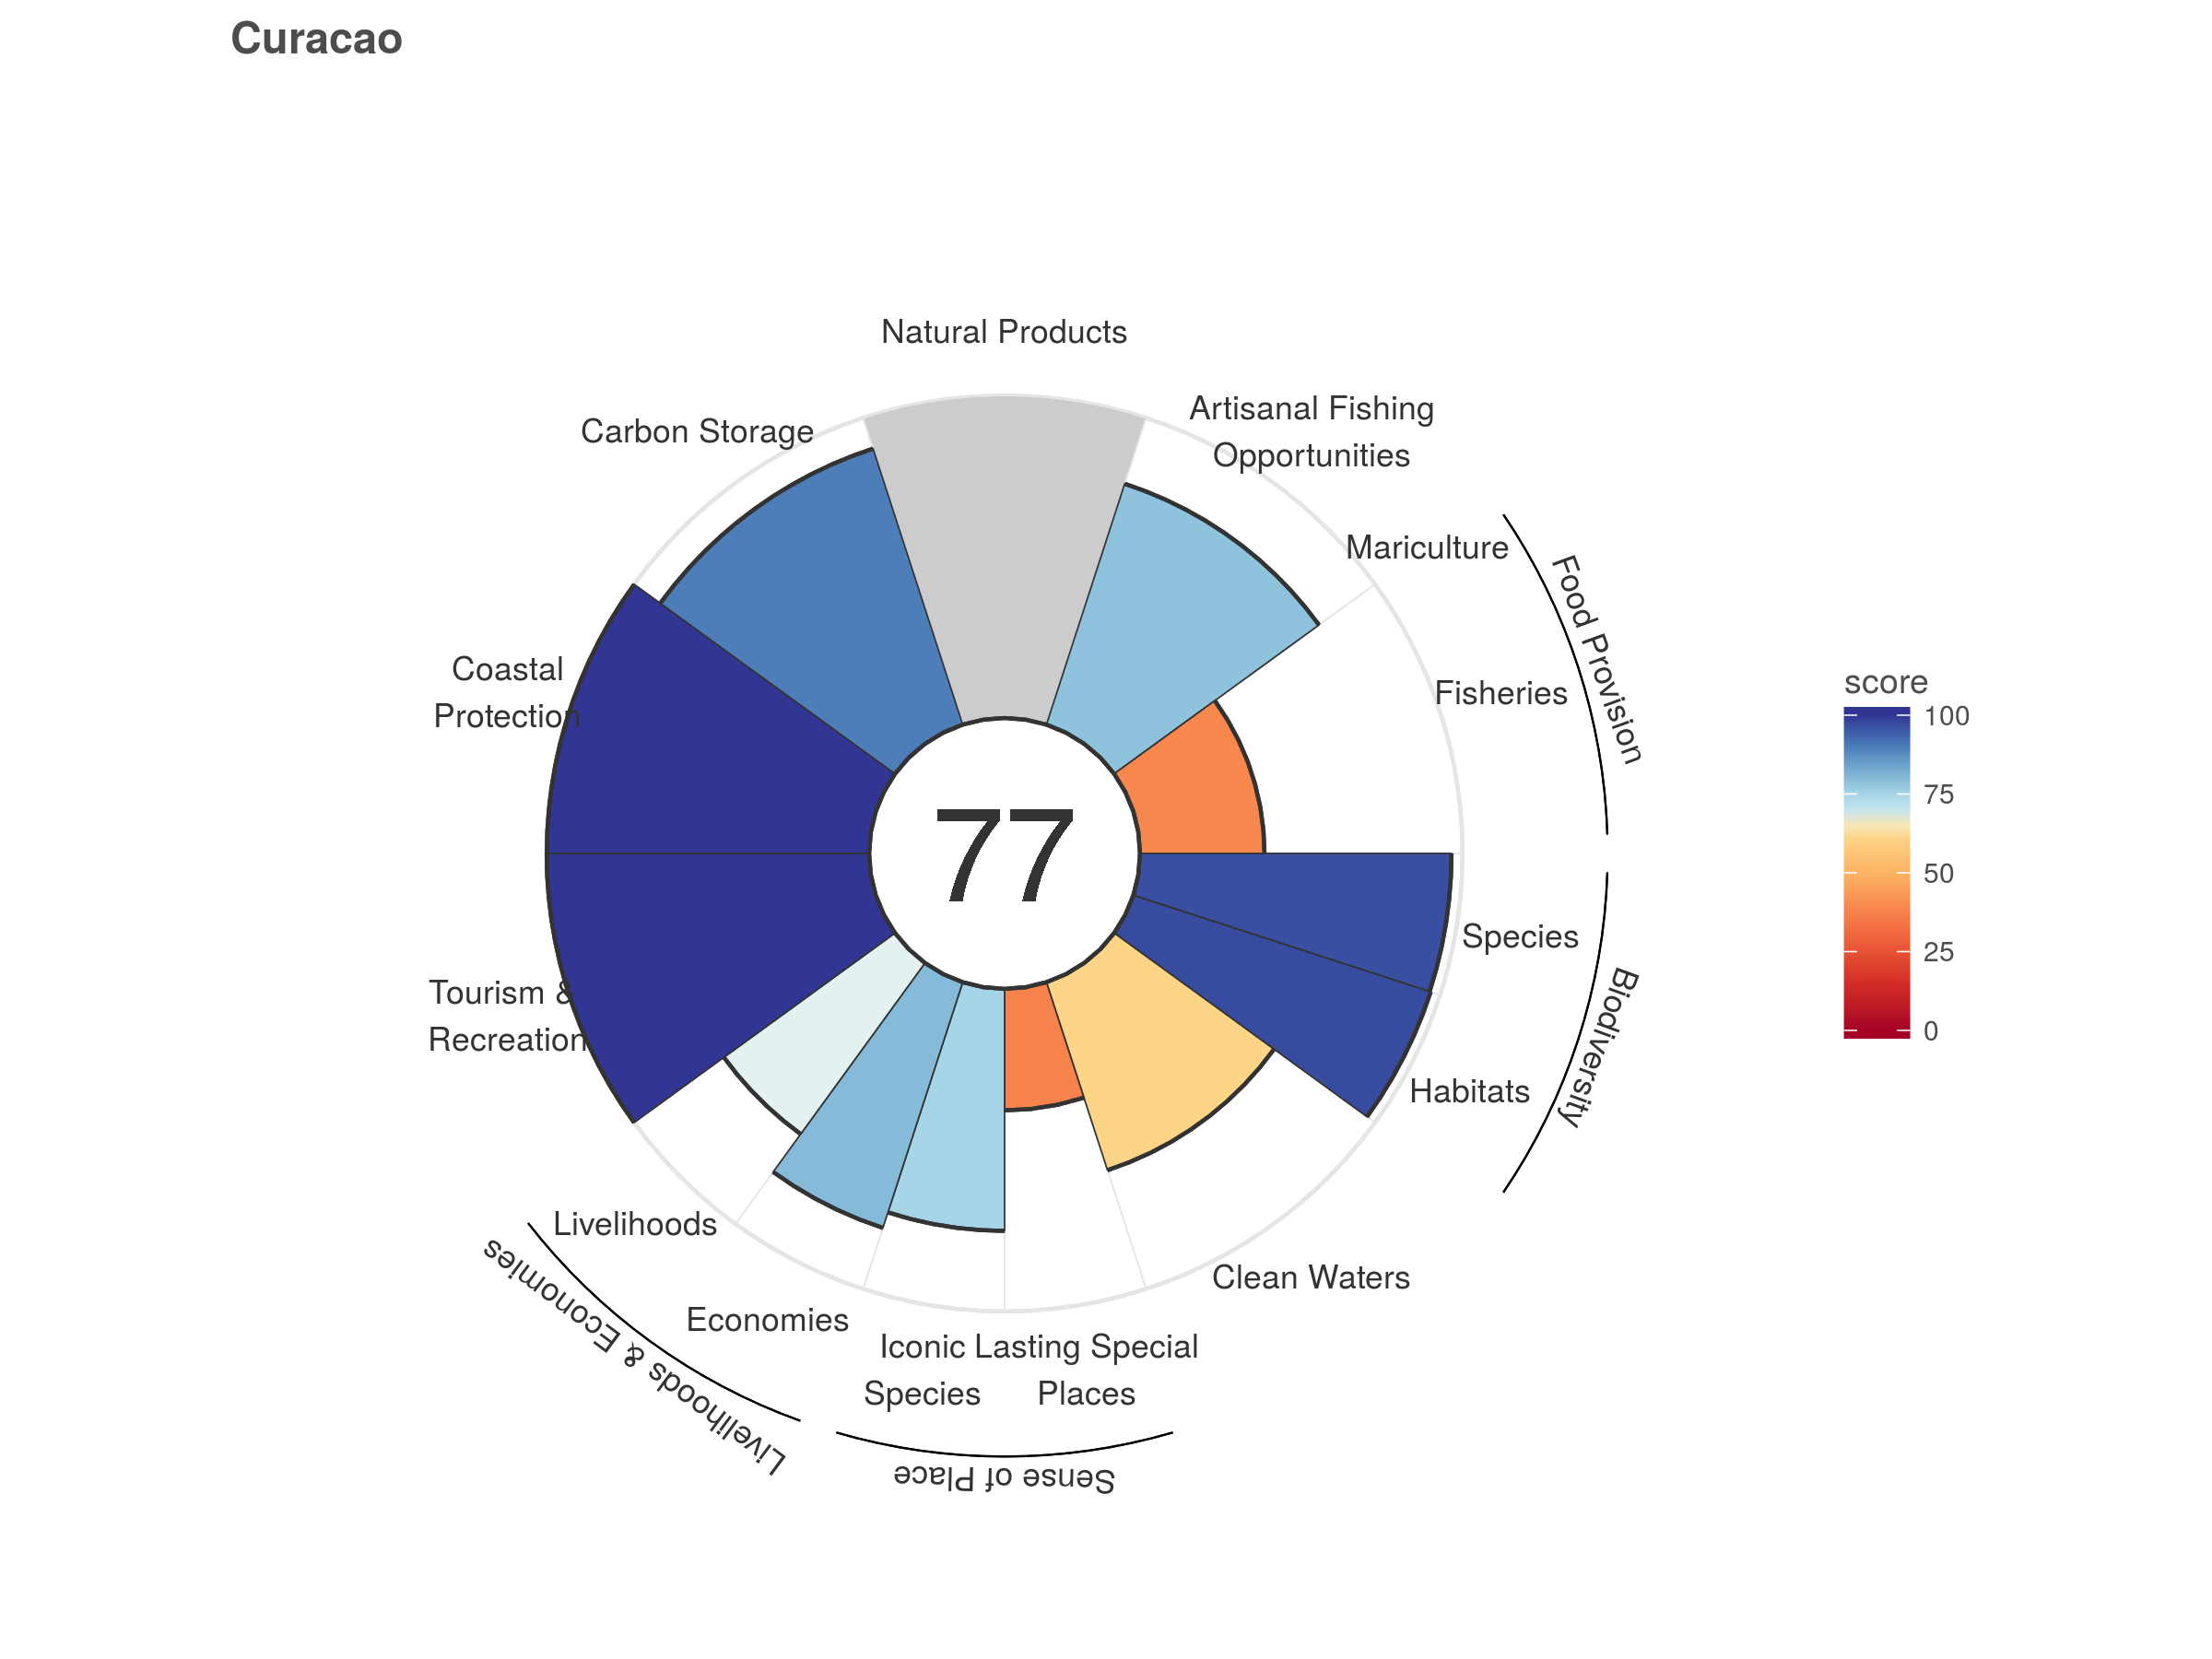 Curacao
Natural Products
Artisanal Fishing
Opportunities
Carbon Storage
Mariculture
Food Provision
Fisheries
Coastal
Protection
score
100
75
50
25
0
77
Species
Biodiversity
Habitats
Tourism &
Recreation
Livelihoods
Livelihoods & Economies
Economies
Clean Waters
Iconic
Species
Lasting Special
Places
Sense of Place